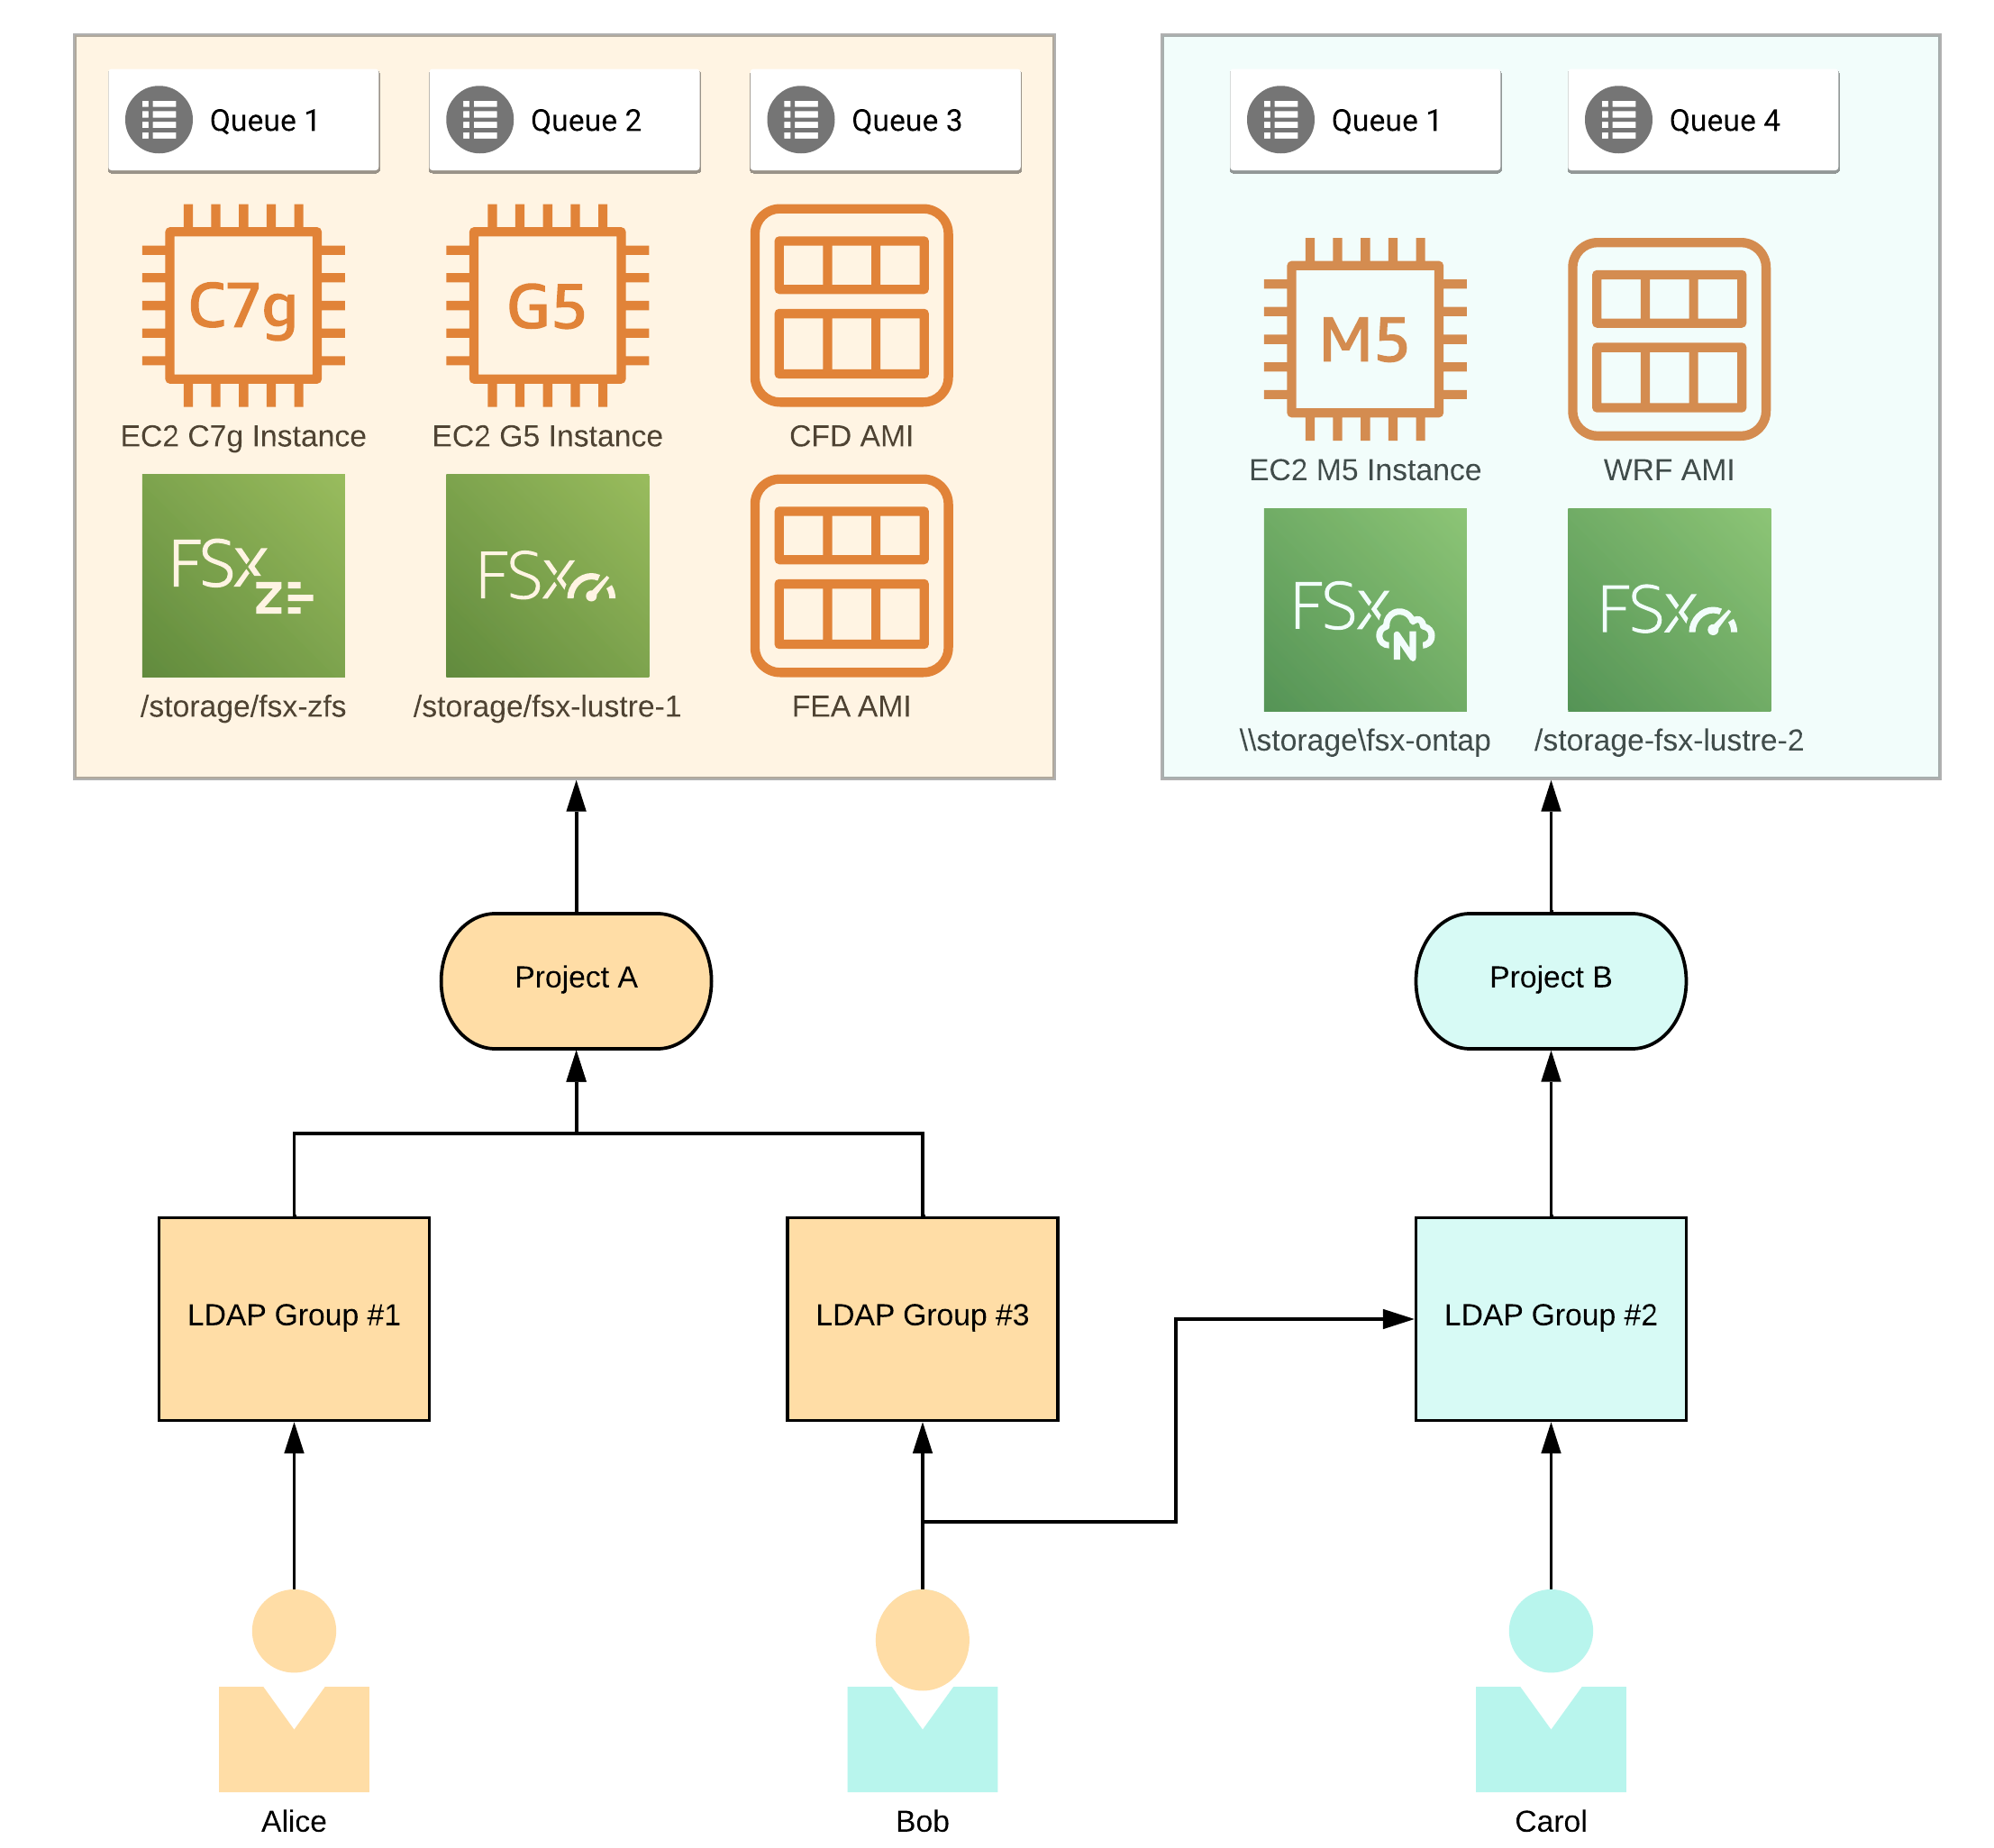 Queue 1
Queue 2
Queue 3
C7g
G5
EC2 C7g Instance
EC2 G5 Instance
CFD AMI
FSx
Z
FSx
/storage/fsx-zfs
/storage/fsx-lustre-1
FEA AMI
Queue 1
Queue 4
M5
EC2 M5 Instance
WRF AMI
FSx
N
FSx
\\storage\fsx-ontap
/storage-fsx-lustre-2
Project A
Project B
LDAP Group #1
LDAP Group #3
LDAP Group #2
Alice
Bob
Carol